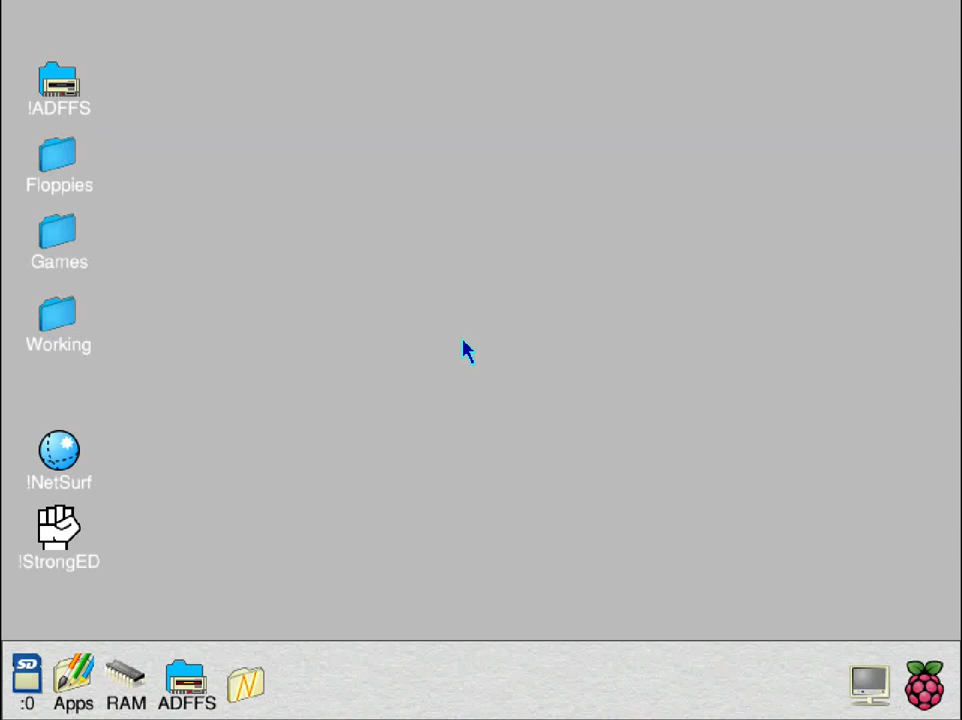 !ADFFS
Floppies
Games
Working
!NetSurf
!StrongED
SD
N
:0 Apps RAM ADFFS